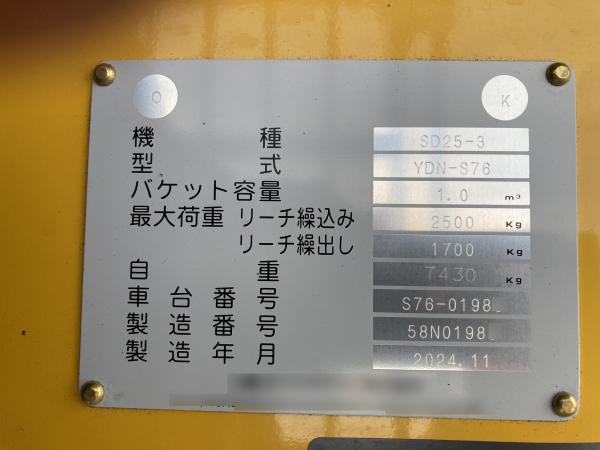 O K
機種 SD25-3
型式 YDN-S76
バケット容量 1.0 m³
最大荷重 リーチ繰込み 2500 Kg
リーチ繰出し 1700 Kg
自重 7430 Kg
車台番号 S76-0198
製造番号 58N0198
製造年月 2024.11